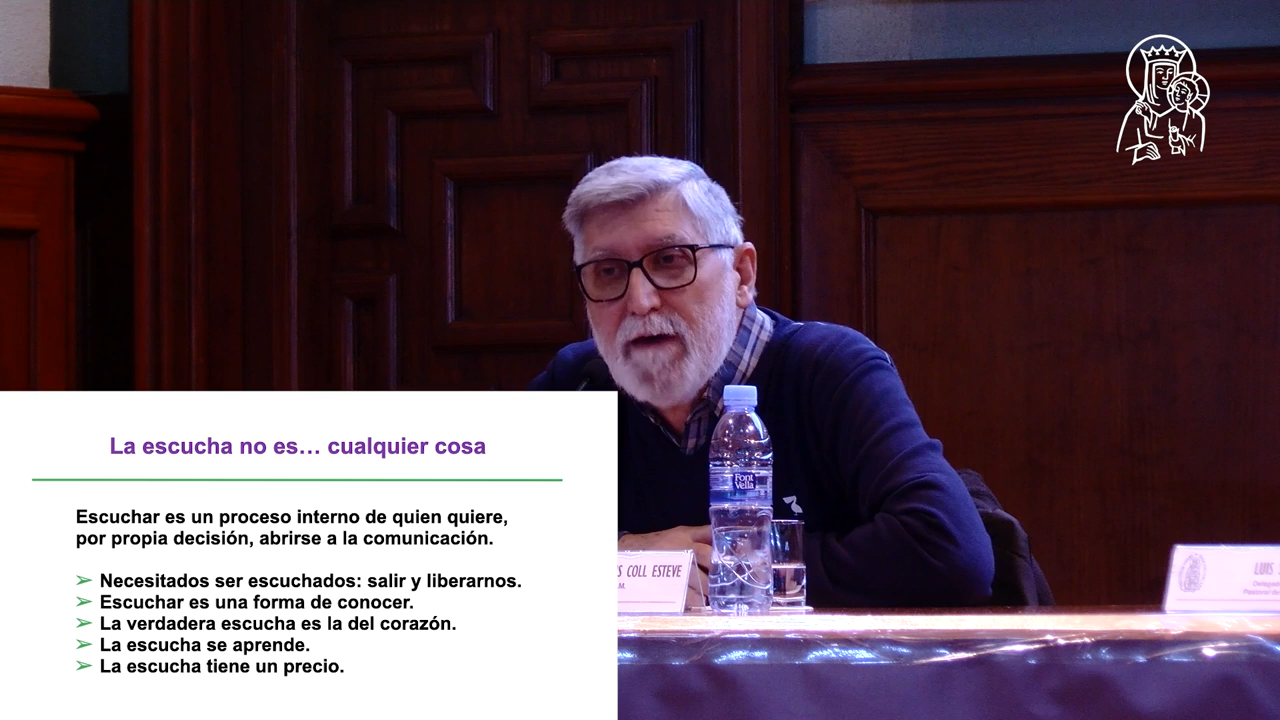 La escucha no es… cualquier cosa
Escuchar es un proceso interno de quien quiere,
por propia decisión, abrirse a la comunicación.
➢ Necesitados ser escuchados: salir y liberarnos.
➢ Escuchar es una forma de conocer.
➢ La verdadera escucha es la del corazón.
➢ La escucha se aprende.
➢ La escucha tiene un precio.
Font
Vella
S COLL ESTEVE
M.
LUIS